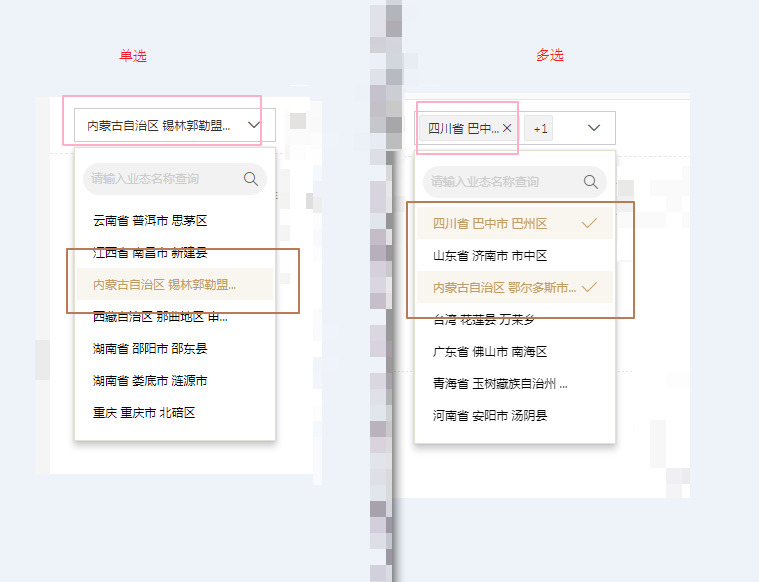 单选
内蒙古自治区 锡林郭勒盟...
请输入业态名称查询
云南省 普洱市 思茅区
江西省 南昌市 新建县
内蒙古自治区 锡林郭勒盟...
西藏自治区 那曲地区 申...
湖南省 邵阳市 邵东县
湖南省 娄底市 涟源市
重庆 重庆市 北碚区
多选
四川省 巴中... +1
请输入业态名称查询
四川省 巴中市 巴州区
山东省 济南市 市中区
内蒙古自治区 鄂尔多斯市...
台湾 花莲县 万荣乡
广东省 佛山市 南海区
青海省 玉树藏族自治州 ...
河南省 安阳市 汤阴县